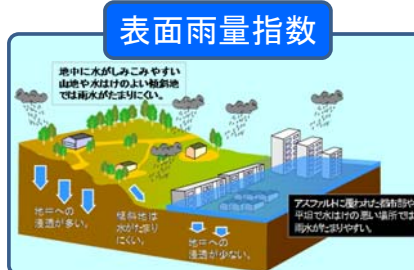 表面雨量指数
地中に水がしみこみやすい
山地や水はけのよい傾斜地
では雨水がたまりにくい。
アスファルトに覆われた都市部や
平坦で水はけの悪い場所では
雨水がたまりやすい。
地中への
浸透が多い。
傾斜地は
水がたまり
にくい。
地中への
浸透が少ない。